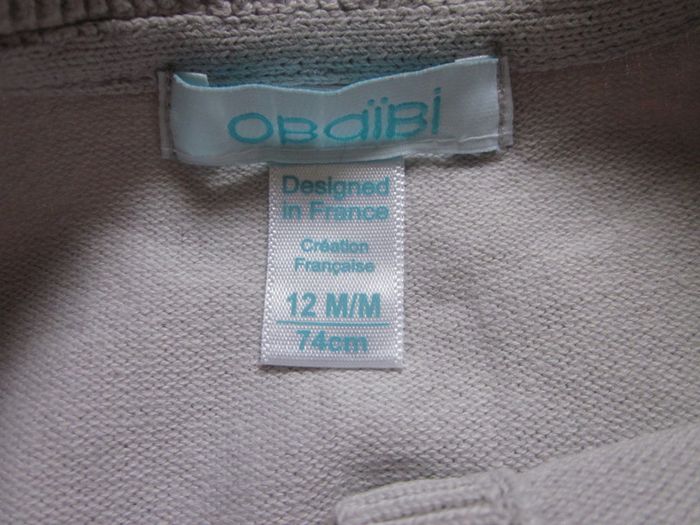 OBaïBi
Designed
in France
Création
Française
12 M/M
74cm